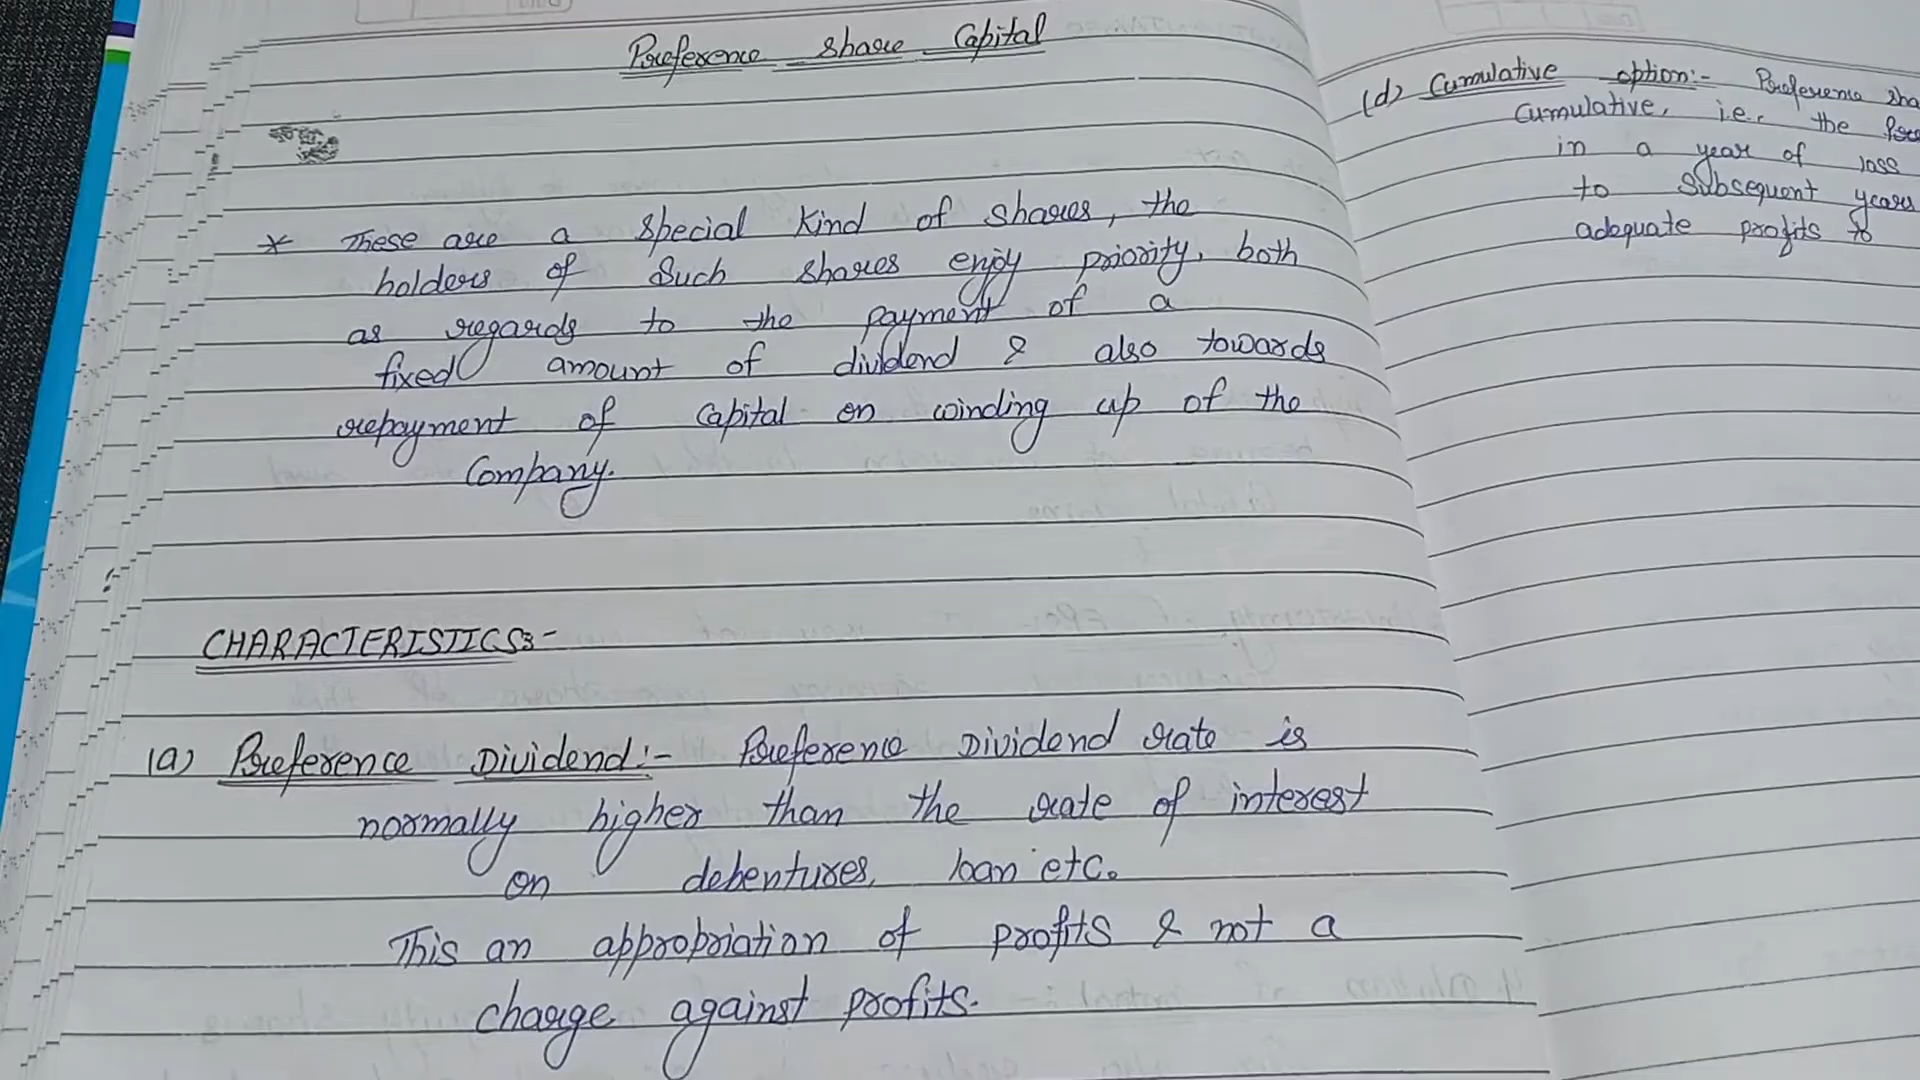 Preference share Capital
* These are a special kind of shares, the
holders of such shares enjoy priority, both
as regards to the payment of a
fixed amount of dividend & also towards
repayment of capital on winding up of the
Company.
CHARACTERISTICS:-
(a) Preference Dividend:- Preference Dividend rate is
normally higher than the rate of interest
on debentures, loan etc.
This an appropriation of profits & not a
charge against profits.
(d) Cumulative option:- Preference sha
Cumulative, i.e., the
in a year of loss
to subsequent years
adequate profits to